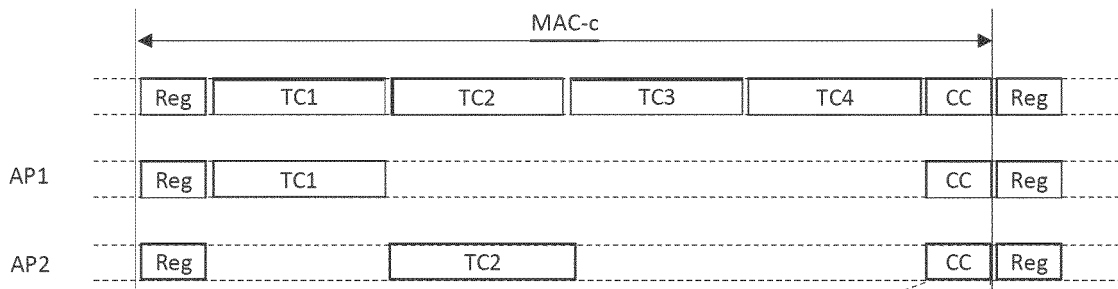 MAC-c
Reg TC1 TC2 TC3 TC4 CC Reg
AP1 Reg TC1 CC Reg
AP2 Reg TC2 CC Reg